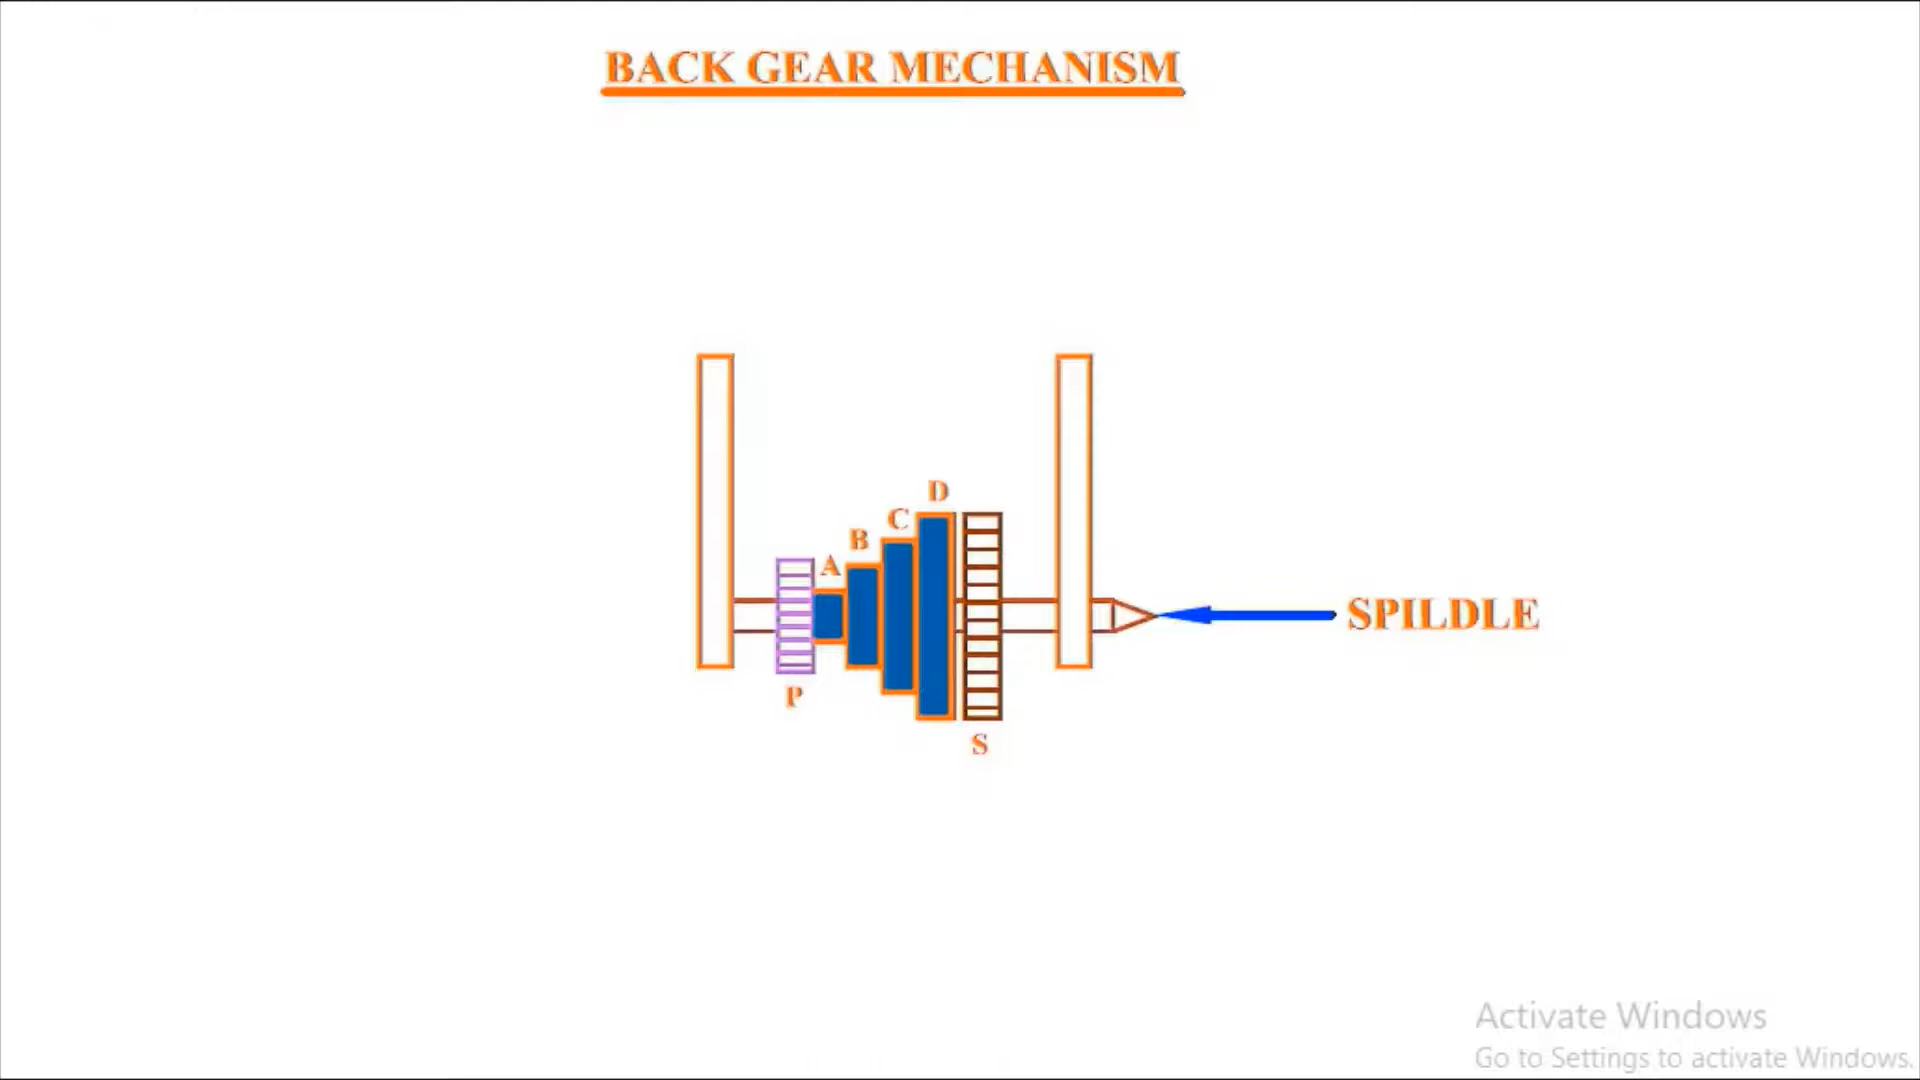 BACK GEAR MECHANISM
D
C
B
A
SPILDLE
P
S
Activate Windows
Go to Settings to activate Windows.